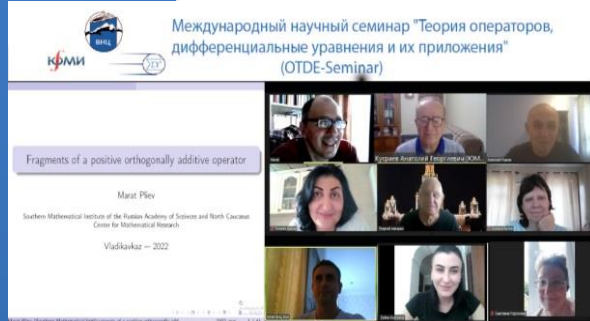 Международный научный семинар "Теория операторов,
дифференциальные уравнения и их приложения"
(OTDE-Seminar)
ВНЦ
Fragments of a positive orthogonally additive operator
Marat Pliev
Southern Mathematical Institute of the Russian Academy of Sciences and North Caucasus
Center for Mathematical Research
Vladikavkaz — 2022
Кусраев Анатолий Георгиевич